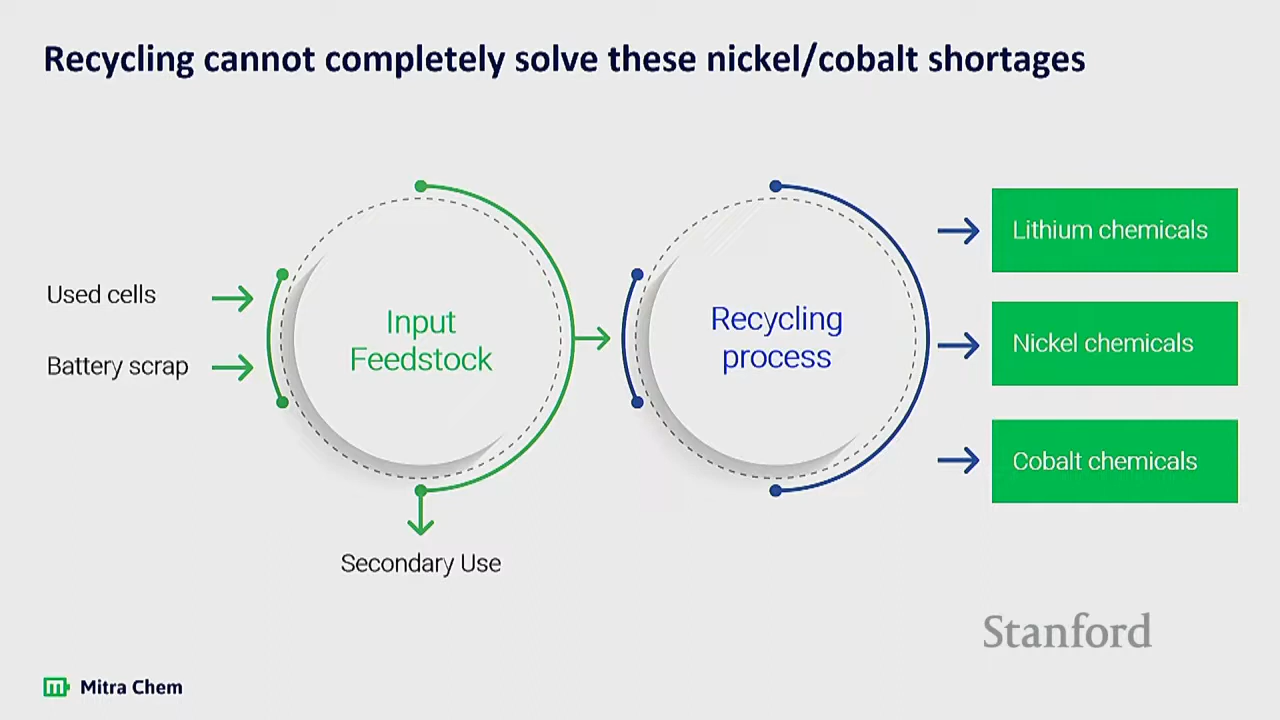 Recycling cannot completely solve these nickel/cobalt shortages
Used cells
Battery scrap
Input
Feedstock
Secondary Use
Recycling
process
Lithium chemicals
Nickel chemicals
Cobalt chemicals
Stanford
Mitra Chem